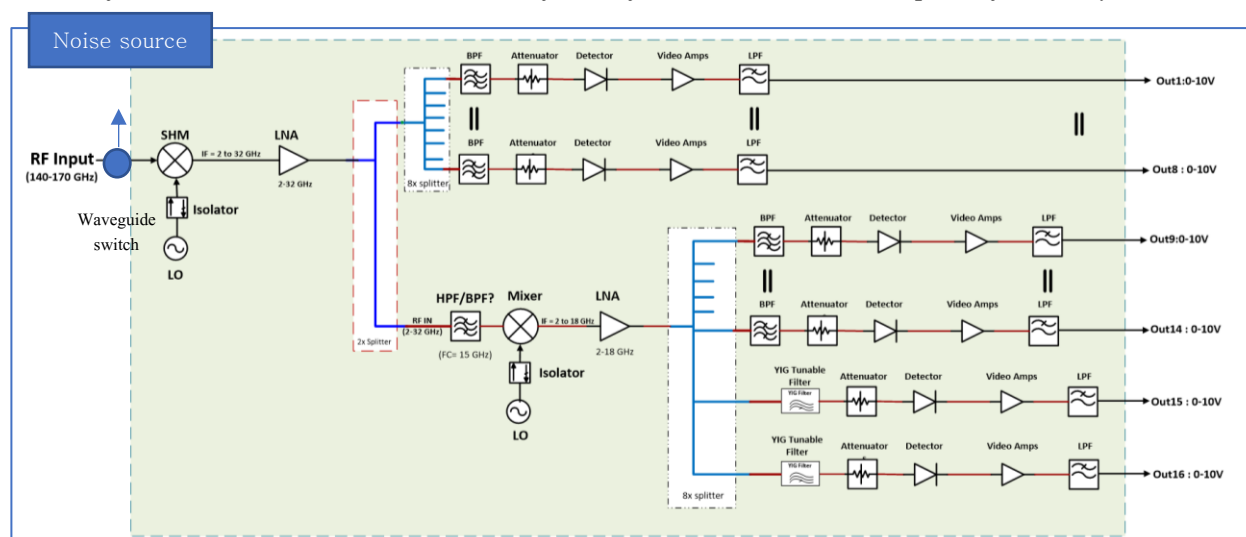 Noise source
BPF Attenuator Detector Video Amps LPF
Out1:0-10V
8x splitter
BPF Attenuator Detector Video Amps LPF
Out8 : 0-10V
RF Input
(140-170 GHz)
SHM
IF = 2 to 32 GHz
LNA
2-32 GHz
Isolator
Waveguide
switch
LO
2x Splitter
RF IN
(2-32 GHz)
HPF/BPF?
(FC= 15 GHz)
Mixer
IF = 2 to 18 GHz
LNA
2-18 GHz
Isolator
LO
8x splitter
BPF Attenuator Detector Video Amps LPF
Out9:0-10V
BPF Attenuator Detector Video Amps LPF
Out14 : 0-10V
YIG Tunable
Filter
YIG Filter
Attenuator Detector Video Amps LPF
Out15 : 0-10V
YIG Tunable
Filter
YIG Filter
Attenuator Detector Video Amps LPF
Out16 : 0-10V